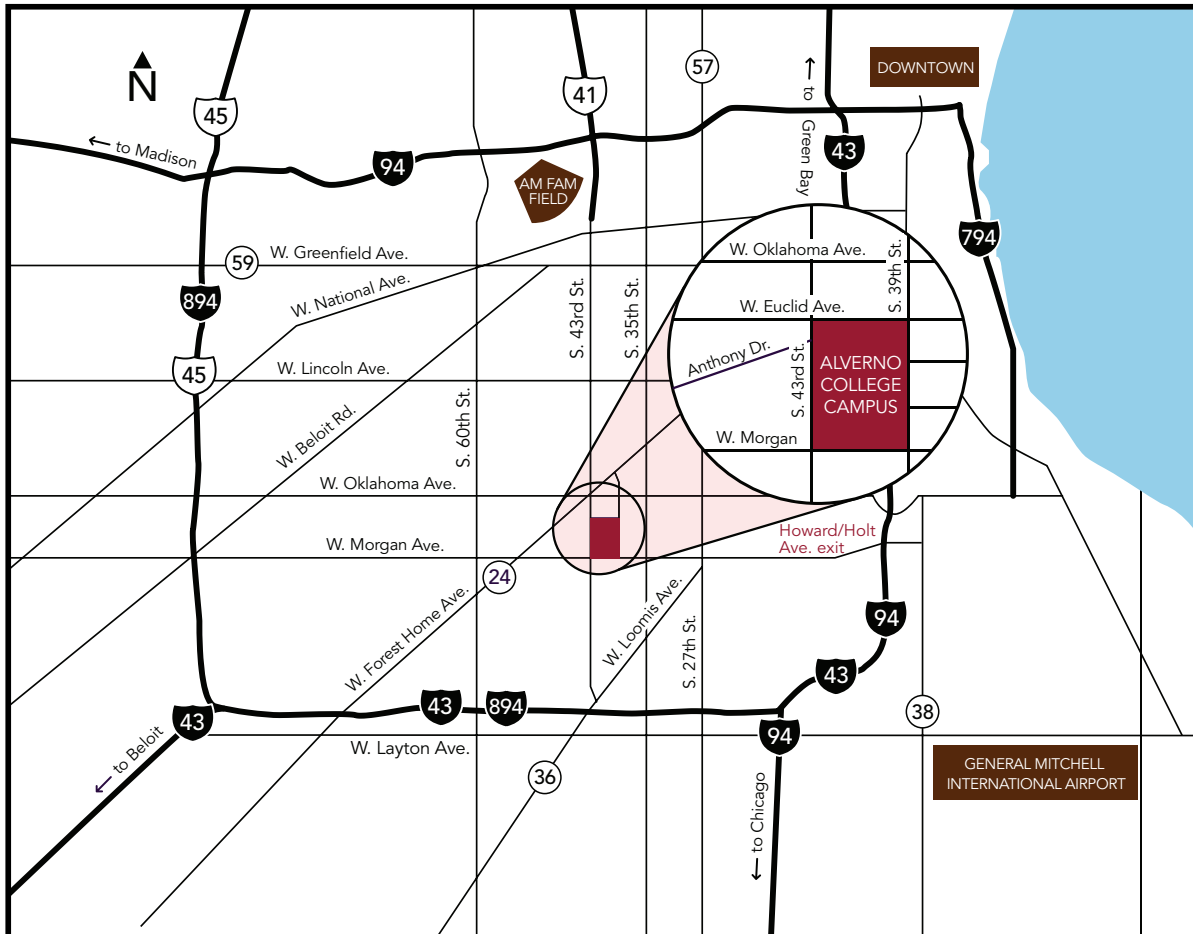 57
DOWNTOWN
N
41
45
to Green Bay
43
to Madison
94
AM FAM
FIELD
794
W. Oklahoma Ave.
S. 39th St.
W. Greenfield Ave.
59
W. National Ave.
894
W. Euclid Ave.
S. 43rd St.
S. 35th St.
Anthony Dr.
S. 43rd St.
ALVERNO
COLLEGE
CAMPUS
W. Lincoln Ave.
45
W. Beloit Rd.
S. 60th St.
W. Morgan
W. Oklahoma Ave.
Howard/Holt
Ave. exit
W. Morgan Ave.
24
W. Forest Home Ave.
W. Loomis Ave.
S. 27th St.
94
43
43
894
43
38
94
W. Layton Ave.
to Beloit
36
GENERAL MITCHELL
INTERNATIONAL AIRPORT
to Chicago